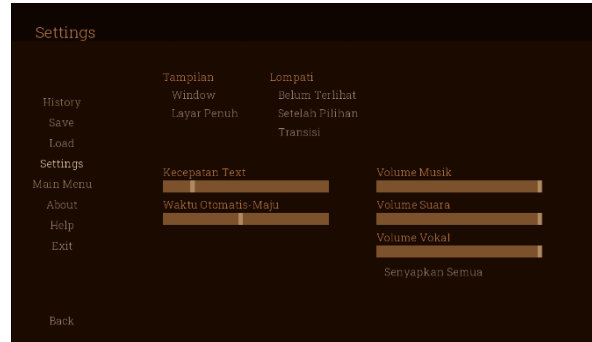 Settings
History
Save
Load
Settings
Main Menu
About
Help
Exit
Back
Tampilan
Window
Layar Penuh
Lompati
Belum Terlihat
Setelah Pilihan
Transisi
Kecepatan Text
Waktu Otomatis-Maju
Volume Musik
Volume Suara
Volume Vokal
Senyapkan Semua